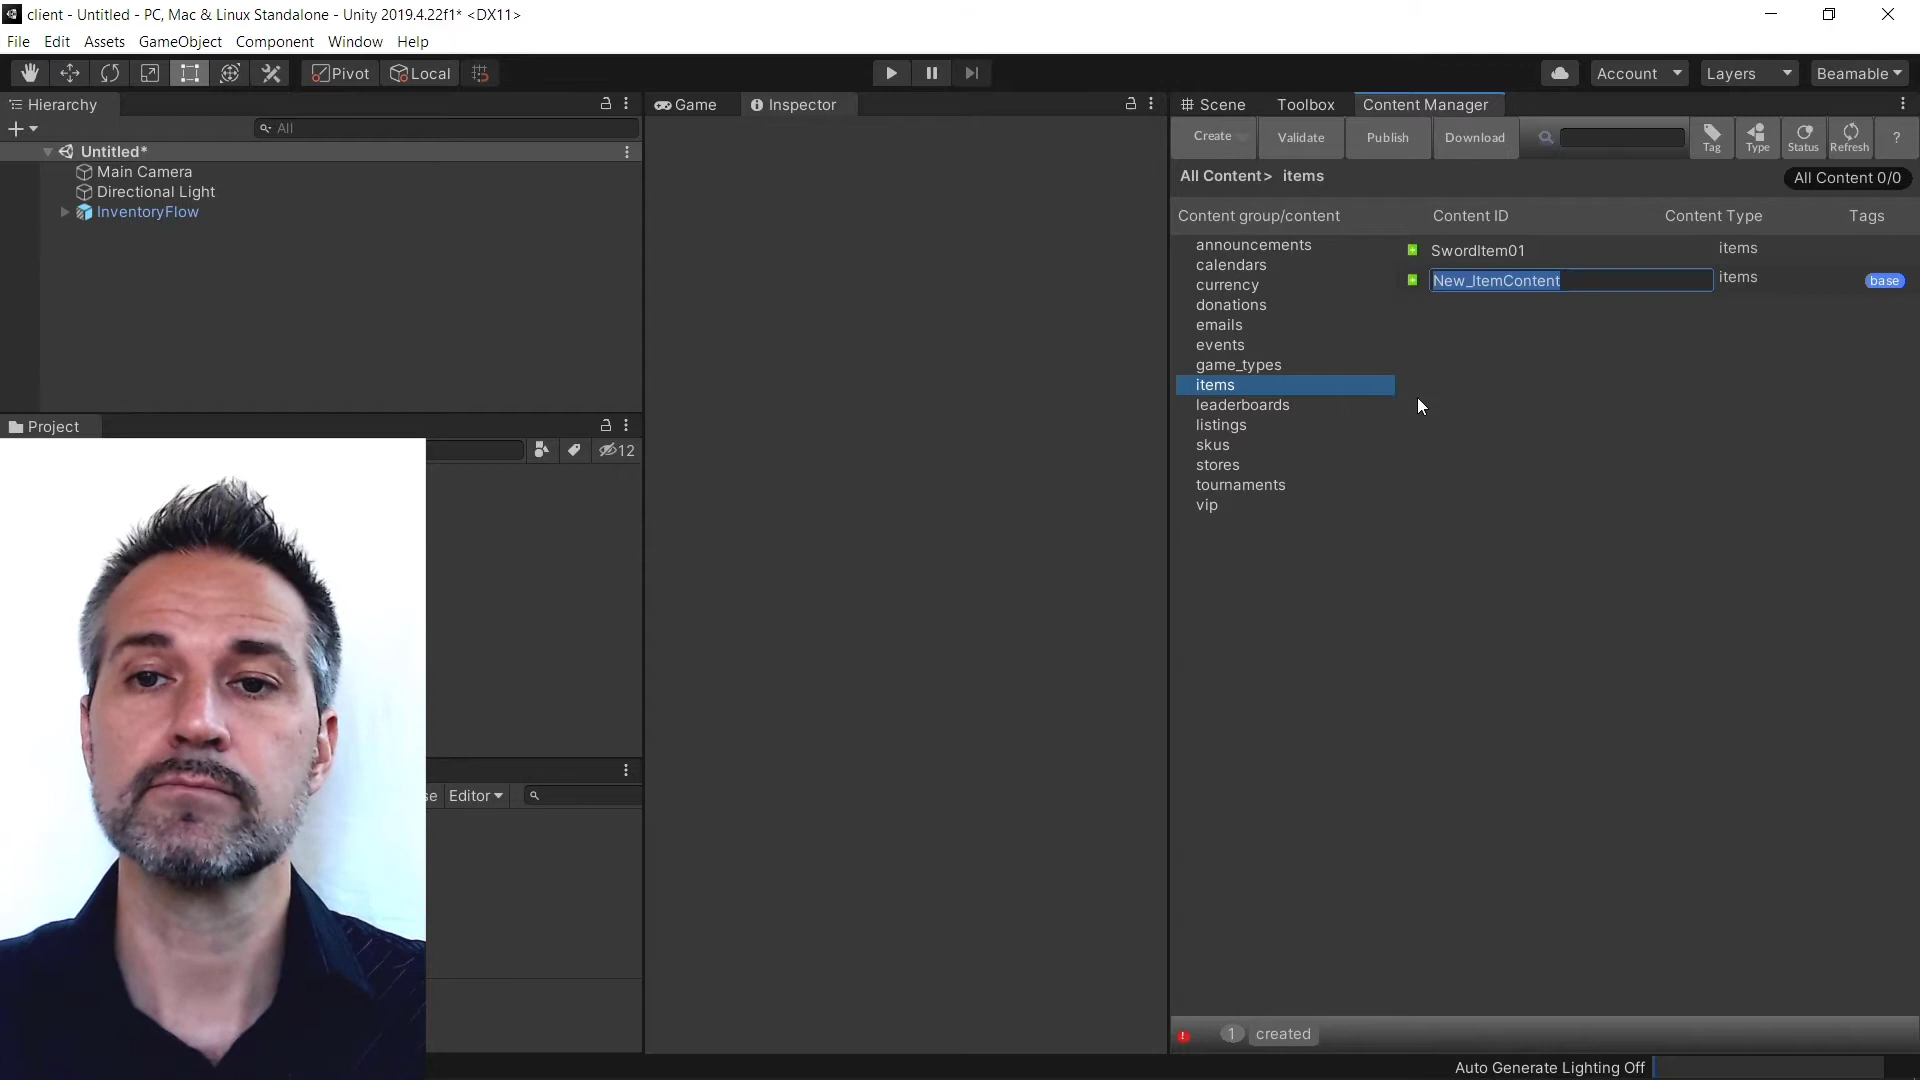 client - Untitled - PC, Mac & Linux Standalone - Unity 2019.4.22f1* <DX11>
File Edit Assets GameObject Component Window Help
Pivot Local Account Layers Beamable
Hierarchy
All
Untitled*
Main Camera
Directional Light
InventoryFlow
Project
12
Editor
Game Inspector
Scene Toolbox Content Manager
Create Validate Publish Download Tag Type Status Refresh ?
All Content> items All Content 0/0
Content group/content Content ID Content Type Tags
announcements
calendars
currency
donations
emails
events
game_types
items
leaderboards
listings
skus
stores
tournaments
vip
SwordItem01 items
New_ItemContent items base
1 created
Auto Generate Lighting Off